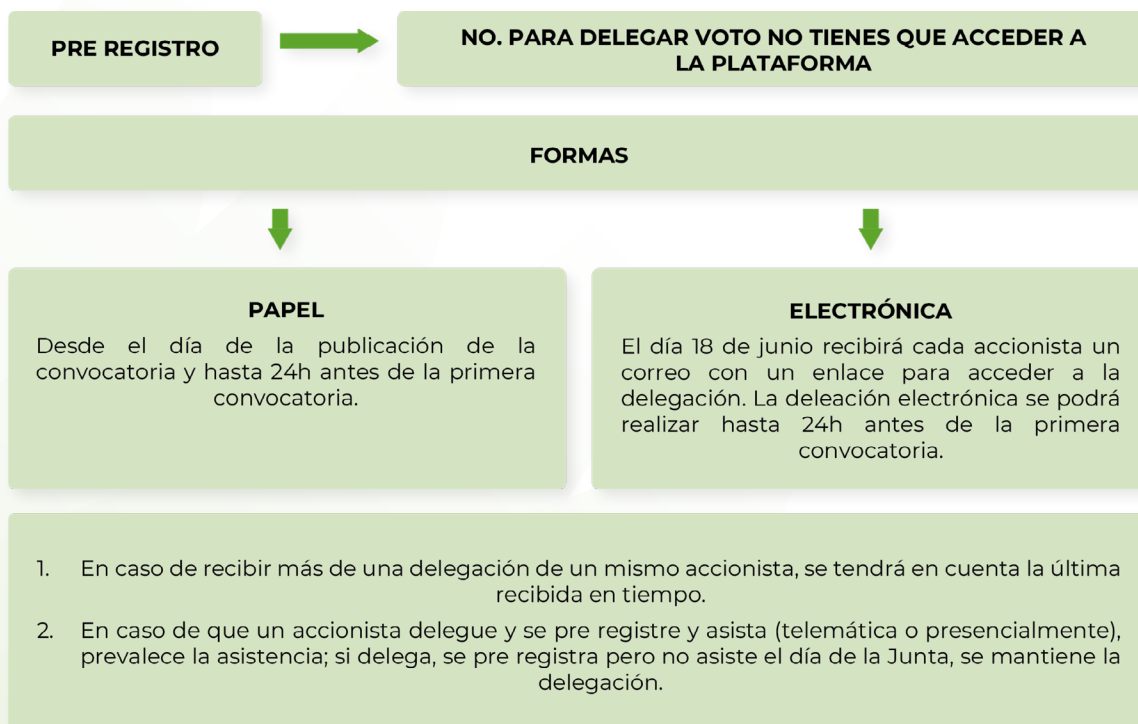 PRE REGISTRO
NO. PARA DELEGAR VOTO NO TIENES QUE ACCEDER A
LA PLATAFORMA
FORMAS
PAPEL
Desde el día de la publicación de la
convocatoria y hasta 24h antes de la primera
convocatoria.
ELECTRÓNICA
El día 18 de junio recibirá cada accionista un
correo con un enlace para acceder a la
delegación. La deleación electrónica se podrá
realizar hasta 24h antes de la primera
convocatoria.
1. En caso de recibir más de una delegación de un mismo accionista, se tendrá en cuenta la última
recibida en tiempo.
2. En caso de que un accionista delegue y se pre registre y asista (telemática o presencialmente),
prevalece la asistencia; si delega, se pre registra pero no asiste el día de la Junta, se mantiene la
delegación.